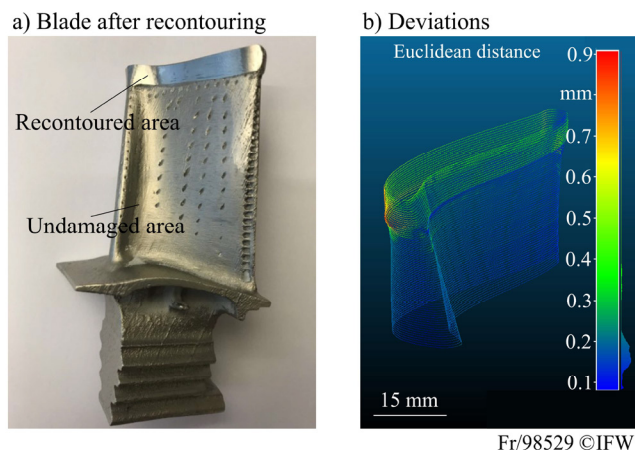 a) Blade after recontouring
Recontoured area
Undamaged area
b) Deviations
Euclidean distance
0.9
mm
0.7
0.6
0.5
0.4
0.3
0.2
0.1
15 mm
Fr/98529 ©IFW